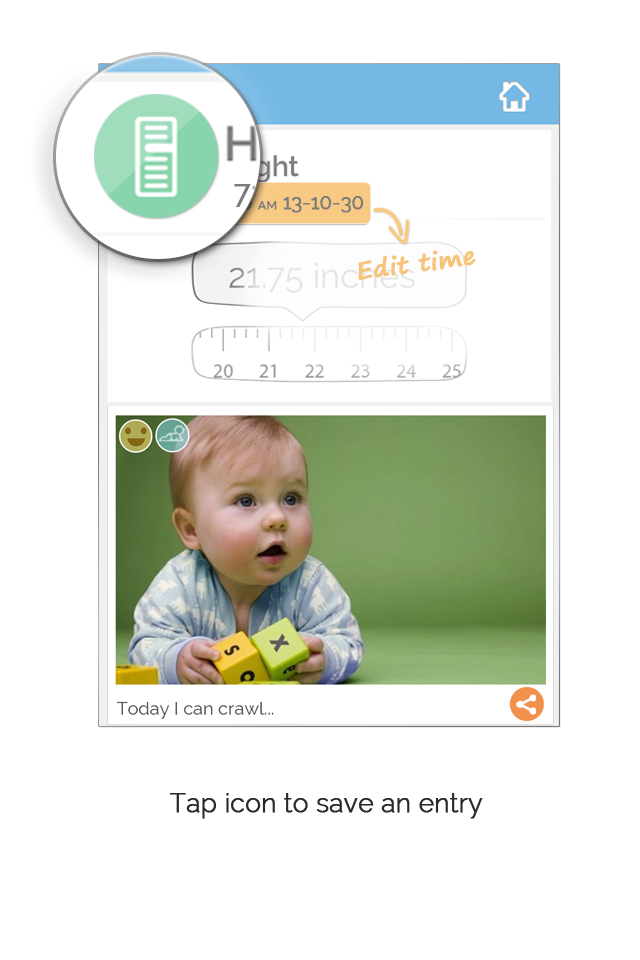 H
ght
7 AM 13-10-30
Edit time
21.75 inches
20 21 22 23 24 25
S
O
X
Today I can crawl...
Tap icon to save an entry